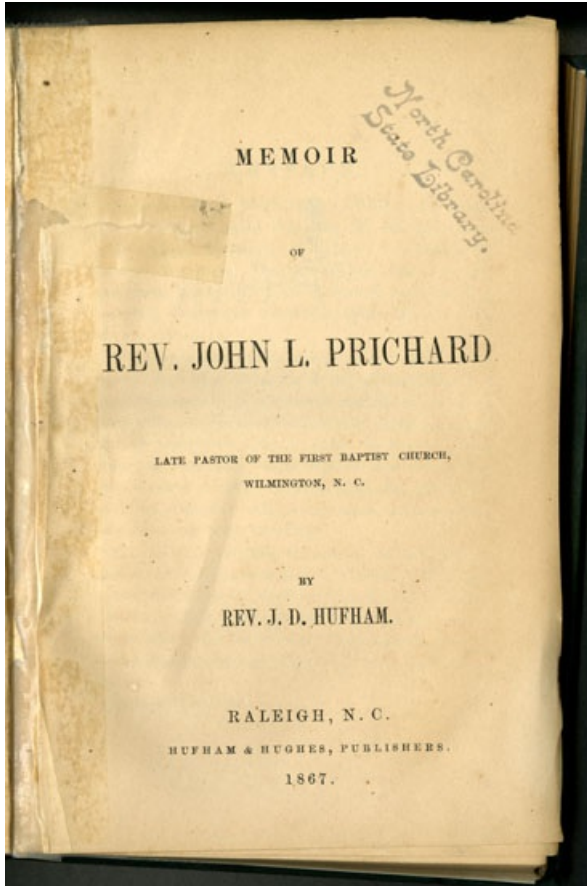 North Carolina
State Library.
MEMOIR
OF
REV. JOHN L. PRICHARD
LATE PASTOR OF THE FIRST BAPTIST CHURCH,
WILMINGTON, N. C.
BY
REV. J. D. HUFHAM.
RALEIGH, N. C.
HUFHAM & HUGHES, PUBLISHERS.
1867.